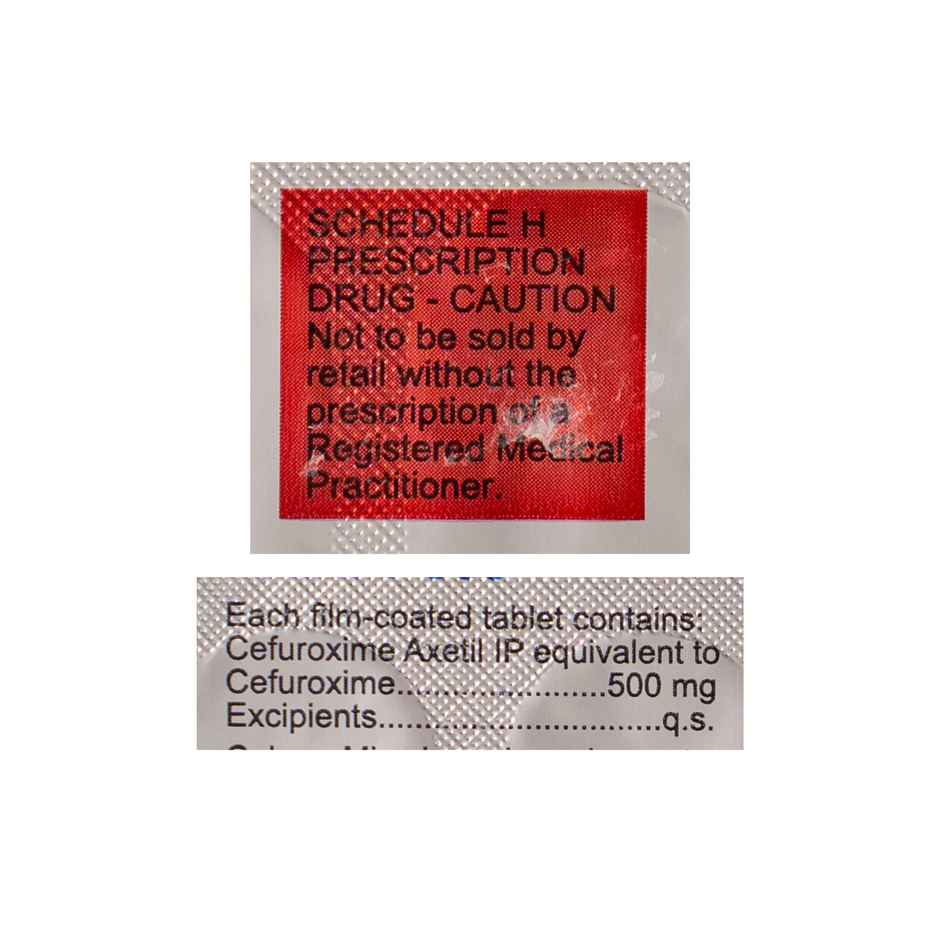 SCHEDULE H
PRESCRIPTION
DRUG - CAUTION
Not to be sold by
retail without the
prescription of a
Registered Medical
Practitioner.
Each film-coated tablet contains:
Cefuroxime Axetil IP equivalent to
Cefuroxime.......................500 mg
Excipients...............................q.s.